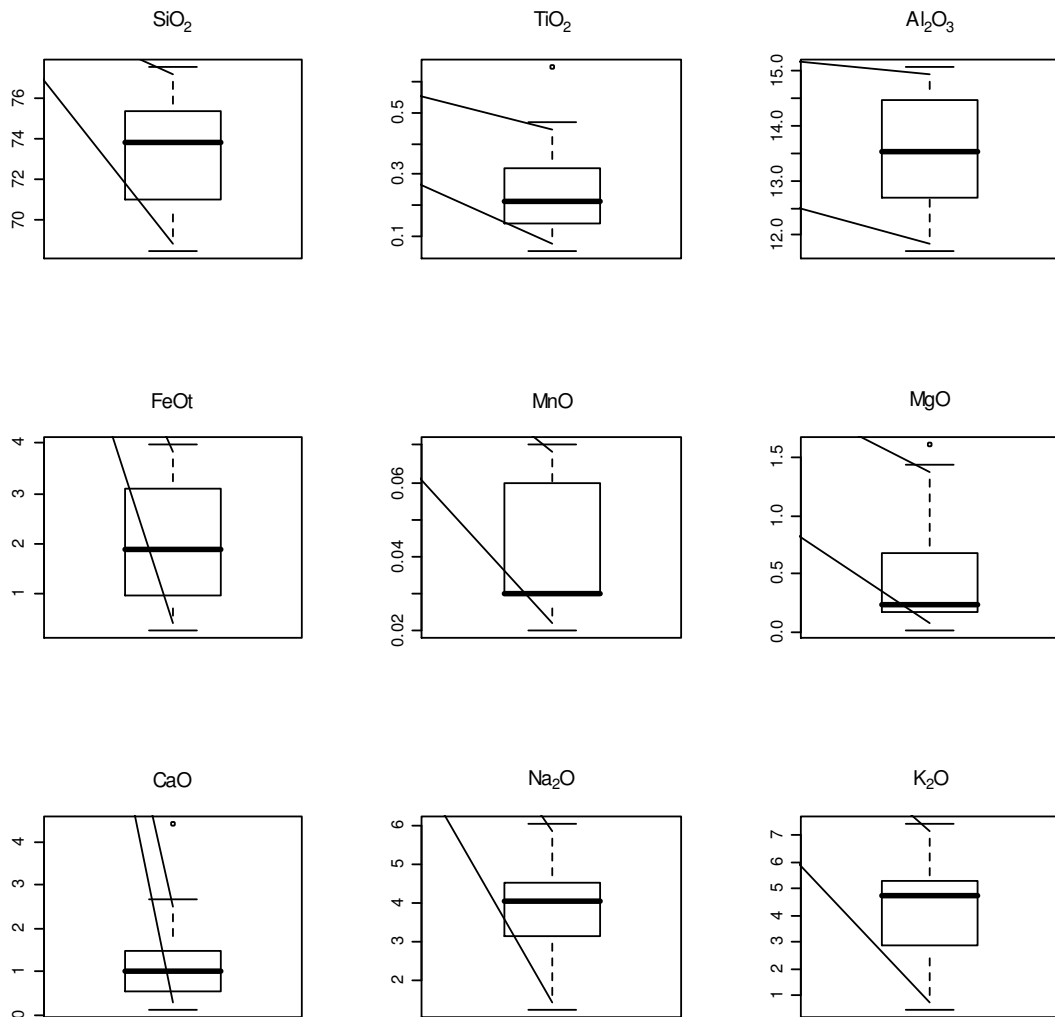 SiO₂ TiO₂ Al₂O₃
76 74 72 70
0.5 0.3 0.1
15.0 14.0 13.0 12.0
FeOt MnO MgO
4 3 2 1
0.06 0.04 0.02
1.5 1.0 0.5 0.0
CaO Na₂O K₂O
4 3 2 1 0
6 5 4 3 2
7 6 5 4 3 2 1